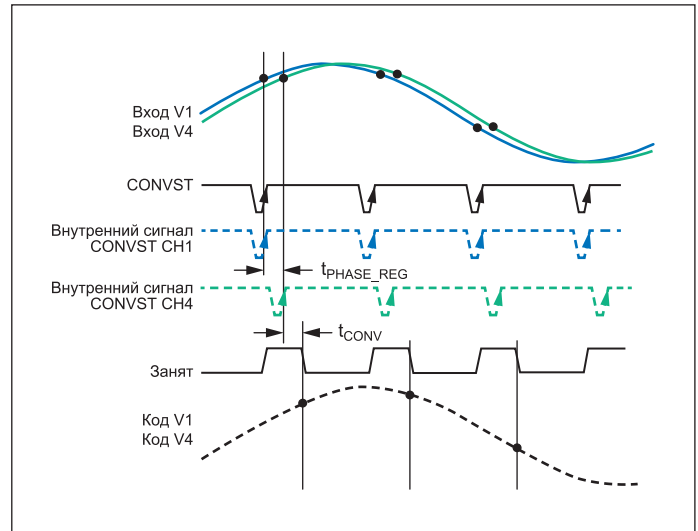 Вход V1
Вход V4
CONVST
Внутренний сигнал
CONVST CH1
tPHASE_REG
Внутренний сигнал
CONVST CH4
tCONV
Занят
Код V1
Код V4